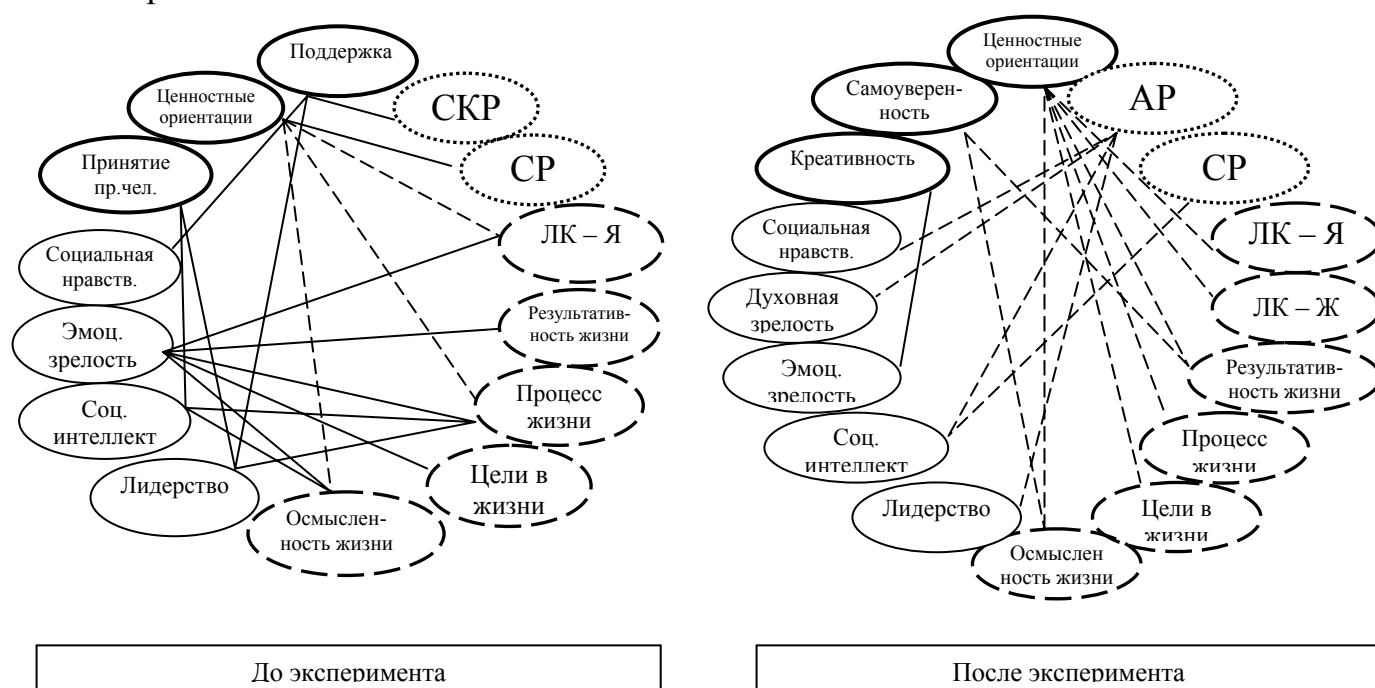 Поддержка
Ценностные
ориентации
СКР
Принятие
пр.чел.
СР
Социальная
нравств.
ЛК – Я
Эмоц.
зрелость
Результатив-
ность жизни
Соц.
интеллект
Процесс
жизни
Лидерство
Цели в
жизни
Осмыслен-
ность жизни
До эксперимента
Ценностные
ориентации
Самоуверен-
ность
АР
Креативность
СР
Социальная
нравств.
ЛК – Я
Духовная
зрелость
ЛК – Ж
Эмоц.
зрелость
Результатив-
ность жизни
Соц.
интеллект
Процесс
жизни
Лидерство
Цели в
жизни
Осмыслен
ность жизни
После эксперимента